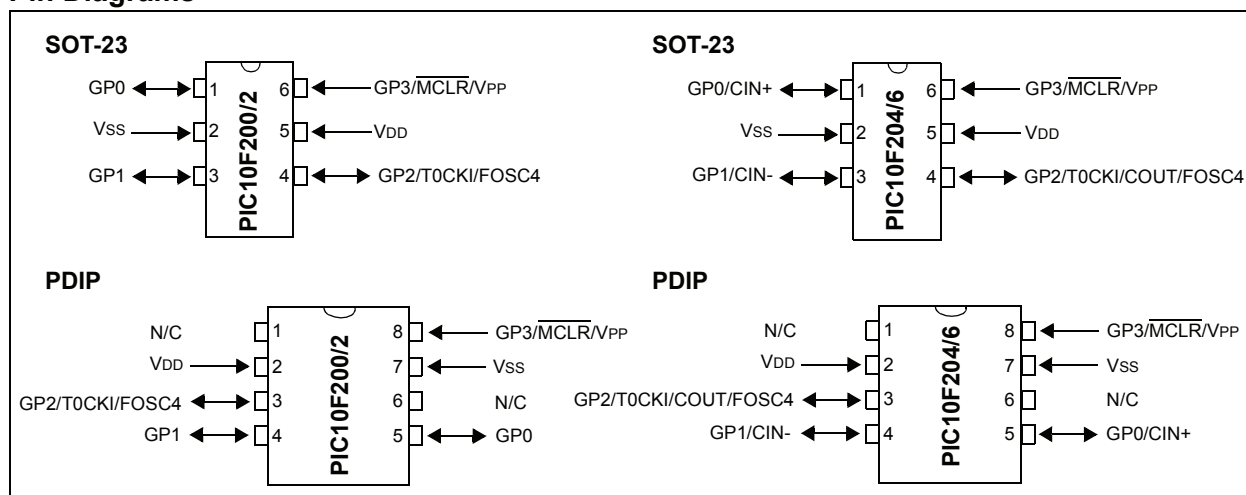 SOT-23
GP0
VSS
GP1
1
2
3
PIC10F200/2
6
5
4
GP3/MCLR/VPP
VDD
GP2/T0CKI/FOSC4
SOT-23
GP0/CIN+
VSS
GP1/CIN-
1
2
3
PIC10F204/6
6
5
4
GP3/MCLR/VPP
VDD
GP2/T0CKI/COUT/FOSC4
PDIP
N/C
VDD
GP2/T0CKI/FOSC4
GP1
1
2
3
4
PIC10F200/2
8
7
6
5
GP3/MCLR/VPP
VSS
N/C
GP0
PDIP
N/C
VDD
GP2/T0CKI/COUT/FOSC4
GP1/CIN-
1
2
3
4
PIC10F204/6
8
7
6
5
GP3/MCLR/VPP
VSS
N/C
GP0/CIN+